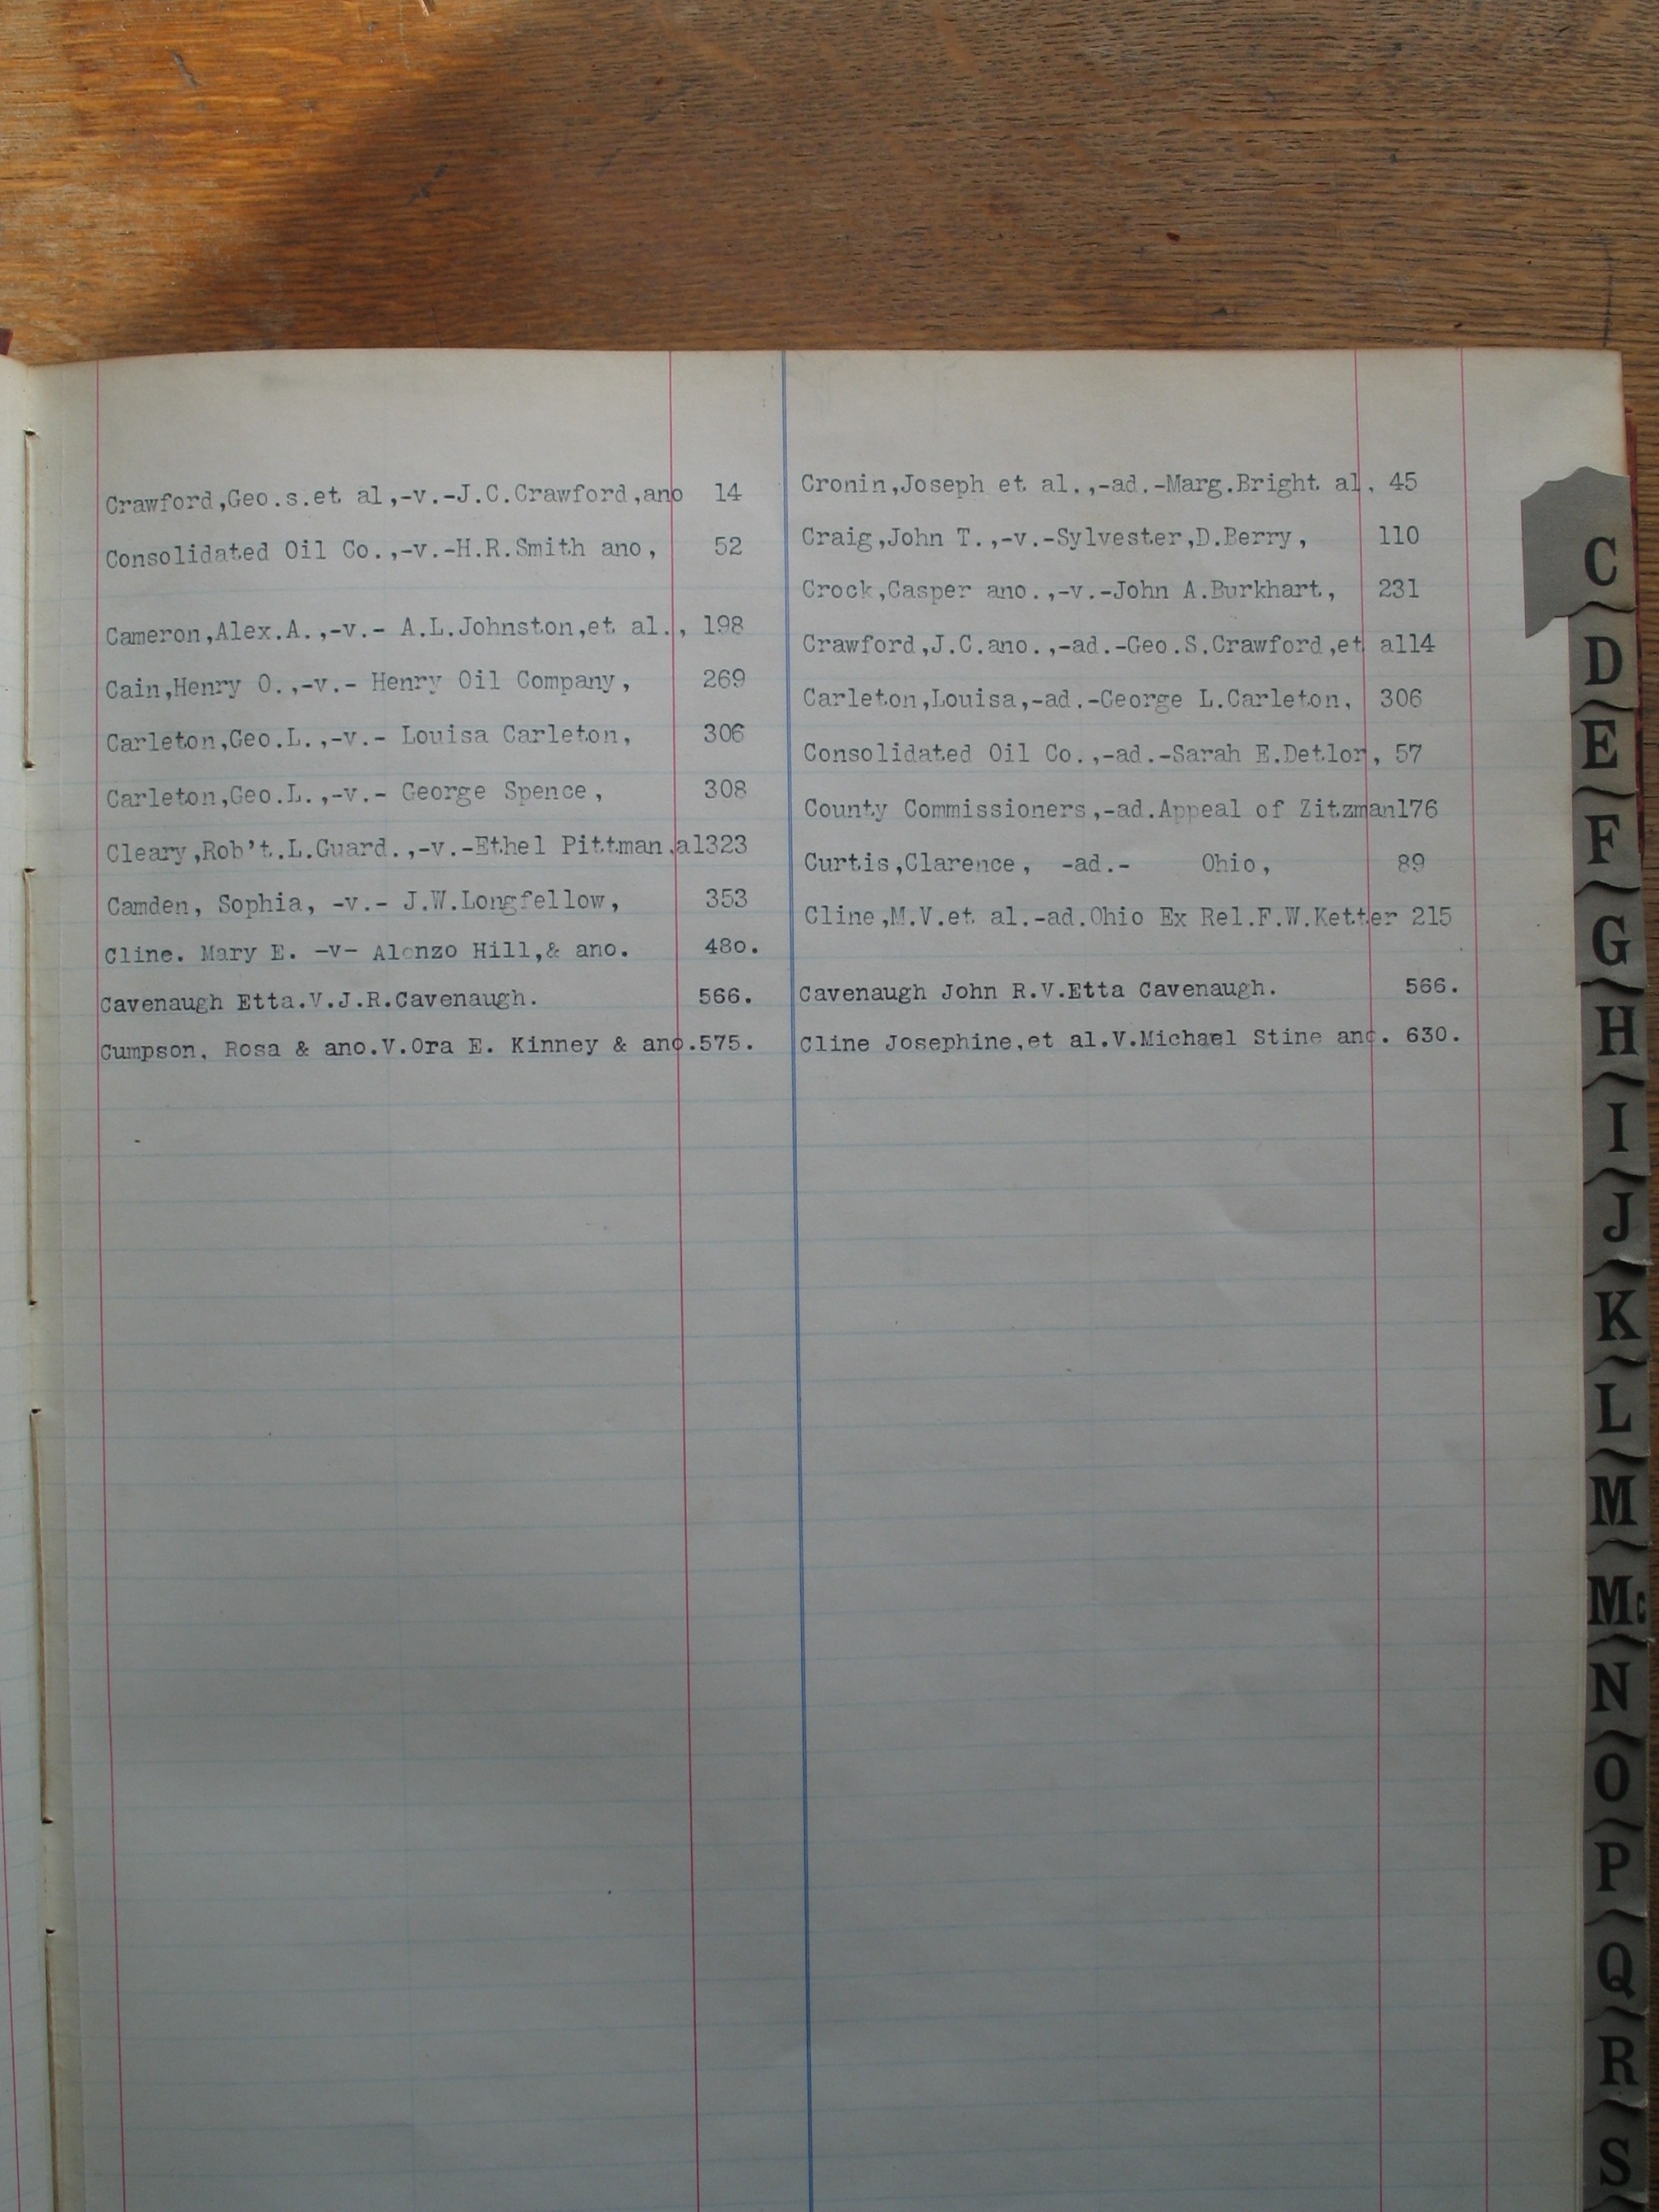 Crawford,Geo.s.et al,-v.-J.C.Crawford,ano 14
Consolidated Oil Co.,-v.-H.R.Smith ano, 52
Cameron,Alex.A.,-v.- A.L.Johnston,et al., 198
Cain,Henry O.,-v.- Henry Oil Company, 269
Carleton,Geo.L.,-v.- Louisa Carleton, 306
Carleton,Geo.L.,-v.- George Spence, 308
Cleary,Rob't.L.Guard.,-v.-Ethel Pittman.al323
Camden, Sophia, -v.- J.W.Longfellow, 353
Cline. Mary E. -v- Alonzo Hill,& ano. 480.
Cavenaugh Etta.V.J.R.Cavenaugh. 566.
Cumpson, Rosa & ano.V.Ora E. Kinney & ano.575.
Cronin,Joseph et al.,-ad.-Marg.Bright al, 45
Craig,John T.,-v.-Sylvester,D.Berry, 110
Crock,Casper ano.,-v.-John A.Burkhart, 231
Crawford,J.C.ano.,-ad.-Geo.S.Crawford,et al14
Carleton,Louisa,-ad.-George L.Carleton, 306
Consolidated Oil Co.,-ad.-Sarah E.Detlor, 57
County Commissioners,-ad.Appeal of Zitzman176
Curtis,Clarence, -ad.- Ohio, 89
Cline,M.V.et al.-ad.Ohio Ex Rel.F.W.Ketter 215
Cavenaugh John R.V.Etta Cavenaugh. 566.
Cline Josephine,et al.V.Michael Stine ano. 630.
C
D
E
F
G
H
I
J
K
L
M
Mc
N
O
P
Q
R
S